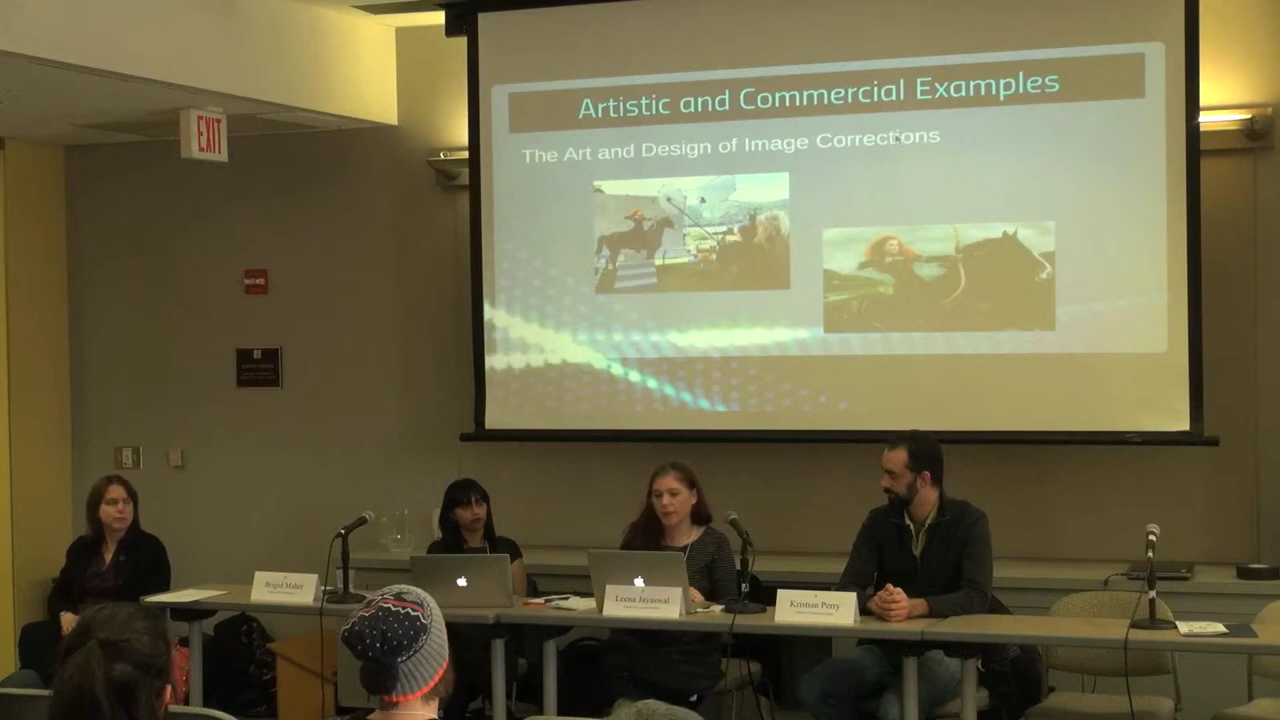 EXIT
Artistic and Commercial Examples
The Art and Design of Image Corrections
Brigid Maher
Leena Jayaswal
Kristian Perry